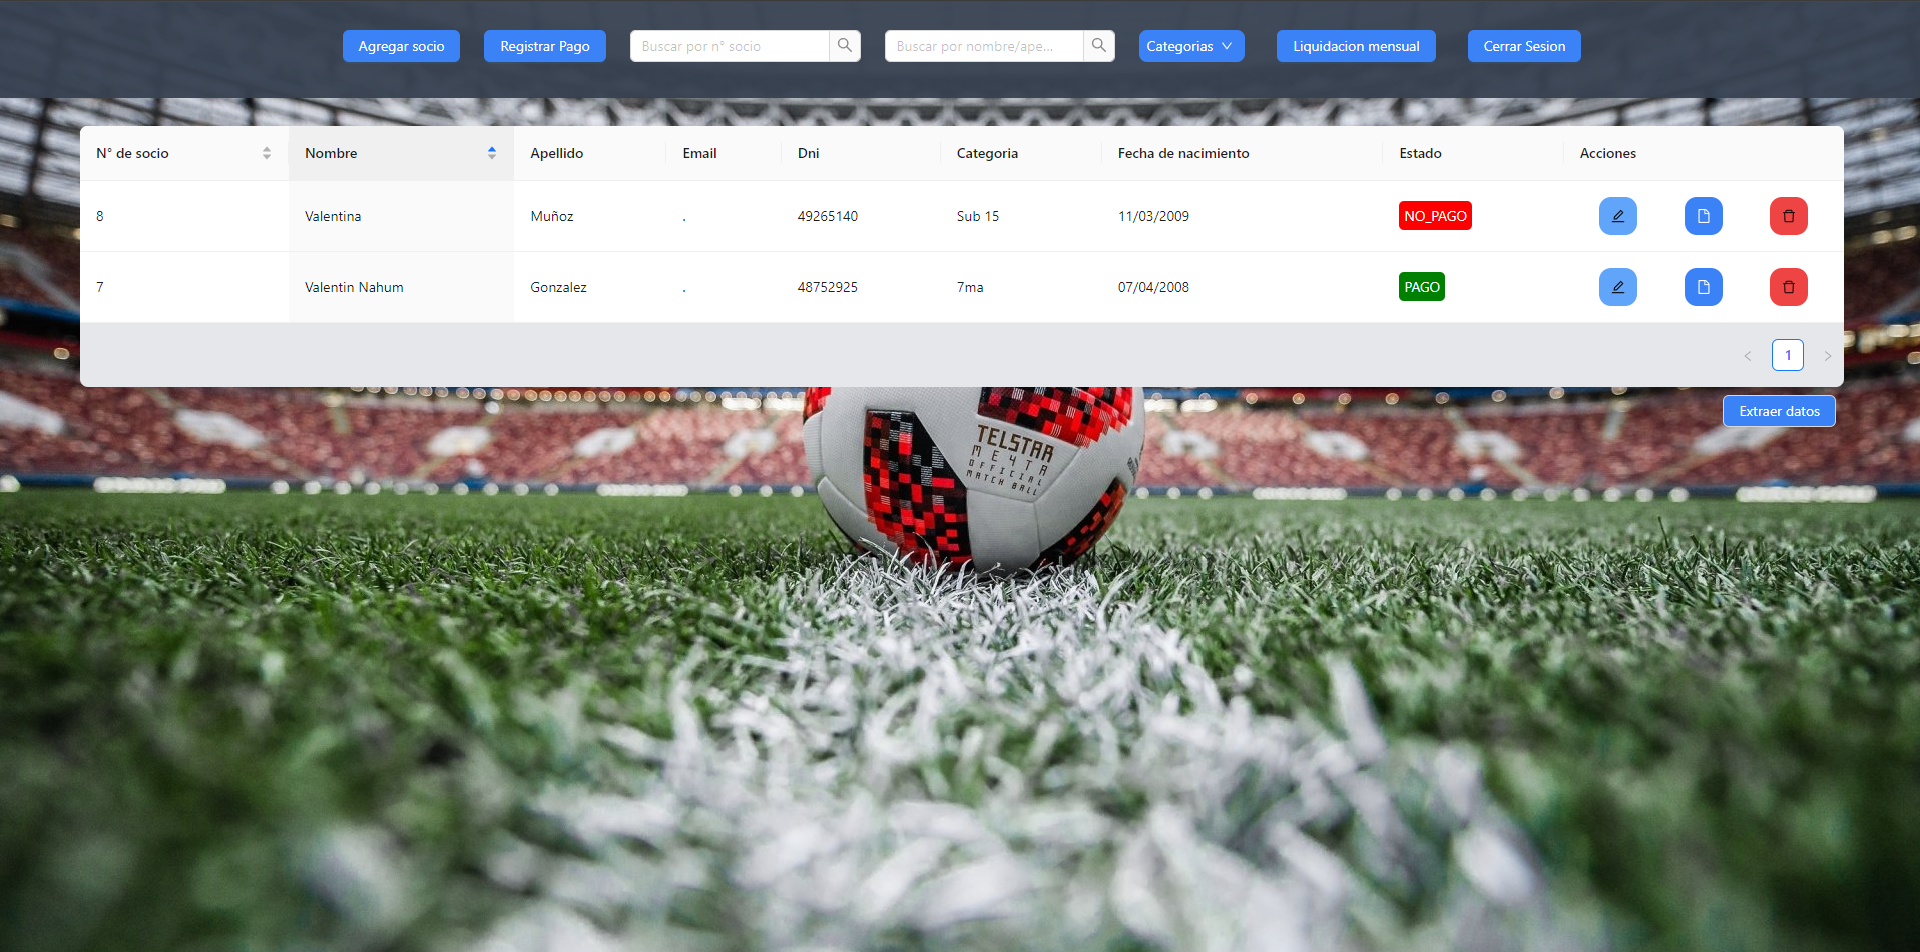 Agregar socio Registrar Pago Buscar por n° socio Buscar por nombre/ape... Categorias Liquidacion mensual Cerrar Sesion
N° de socio Nombre Apellido Email Dni Categoria Fecha de nacimiento Estado Acciones
8 Valentina Muñoz . 49265140 Sub 15 11/03/2009 NO_PAGO
7 Valentin Nahum Gonzalez . 48752925 7ma 07/04/2008 PAGO
1
Extraer datos
TELSTAR
МЕЧТА
OFFICIAL
MATCH BALL